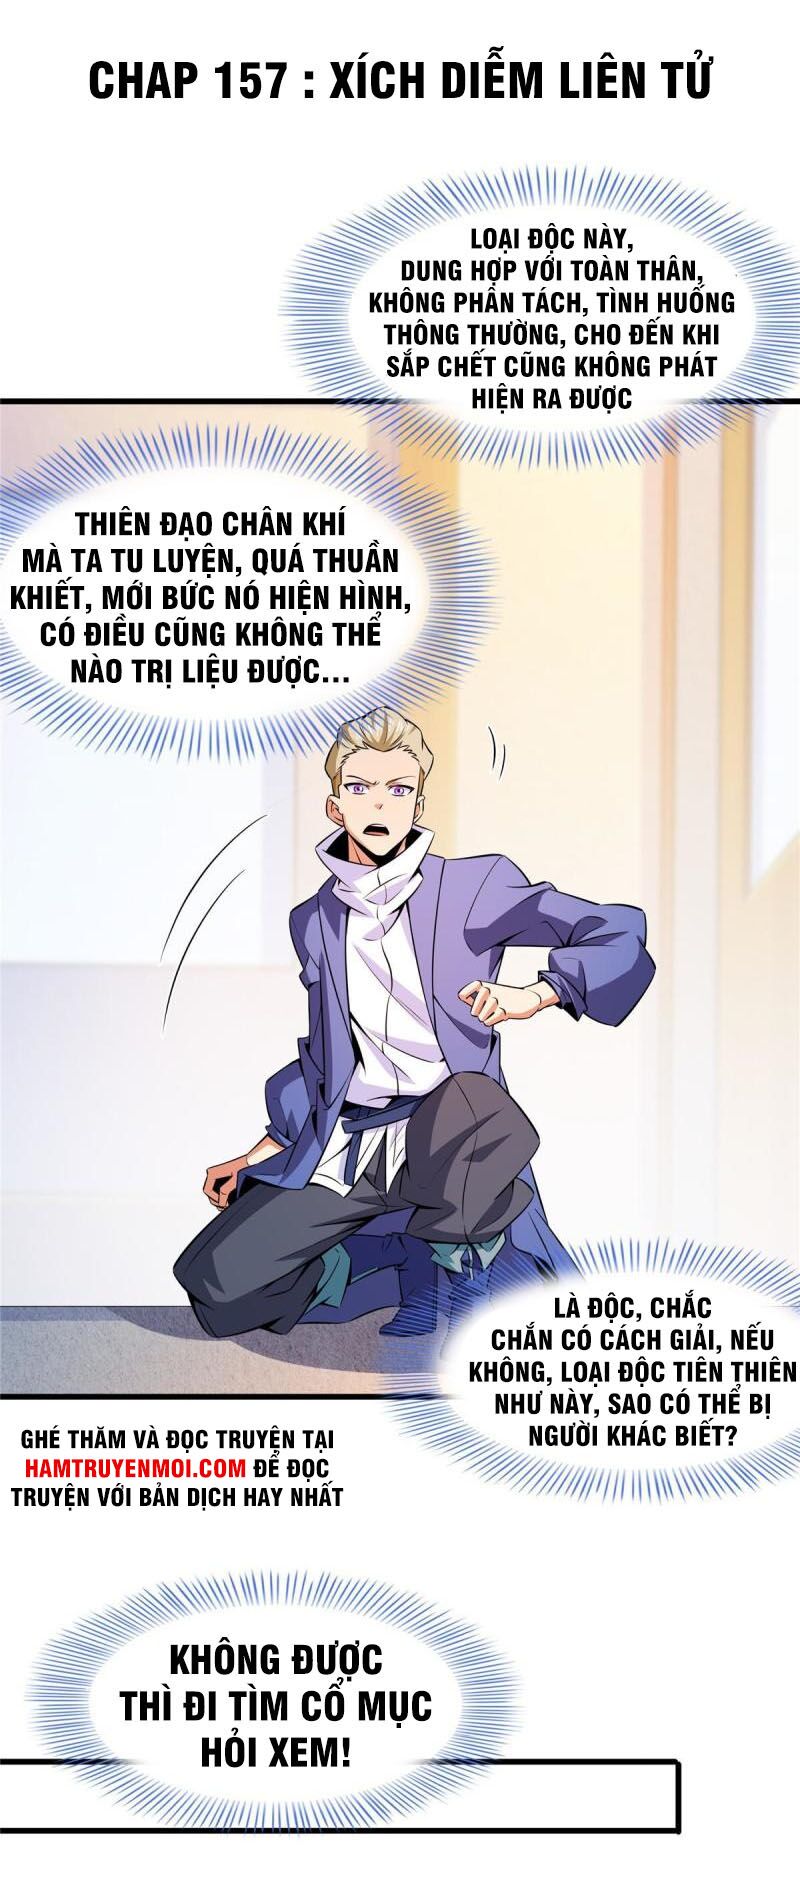 CHAP 157 : XÍCH DIỄM LIÊN TỬ
LOẠI ĐỘC NÀY,
DUNG HỢP VỚI TOÀN THÂN,
KHÔNG PHÂN TÁCH, TÌNH HUỐNG
THÔNG THƯỜNG, CHO ĐẾN KHI
SẮP CHẾT CŨNG KHÔNG PHÁT
HIỆN RA ĐƯỢC
THIÊN ĐẠO CHÂN KHÍ
MÀ TA TU LUYỆN, QUÁ THUẦN
KHIẾT, MỚI BỨC NÓ HIỆN HÌNH,
CÓ ĐIỀU CŨNG KHÔNG THỂ
NÀO TRỊ LIỆU ĐƯỢC...
LÀ ĐỘC, CHẮC
CHẮN CÓ CÁCH GIẢI, NẾU
KHÔNG, LOẠI ĐỘC TIÊN THIÊN
NHƯ NÀY, SAO CÓ THỂ BỊ
NGƯỜI KHÁC BIẾT?
GHÉ THĂM VÀ ĐỌC TRUYỆN TẠI
HAMTRUYENMOI.COM ĐỂ ĐỌC
TRUYỆN VỚI BẢN DỊCH HAY NHẤT
KHÔNG ĐƯỢC
THÌ ĐI TÌM CỔ MỤC
HỎI XEM!